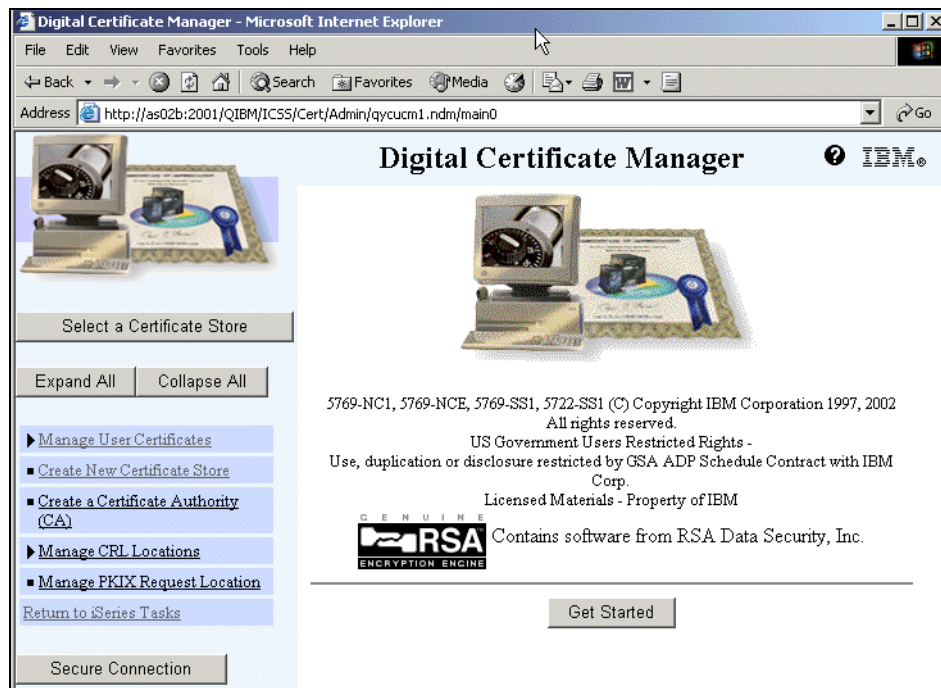 Digital Certificate Manager - Microsoft Internet Explorer
File Edit View Favorites Tools Help
Back Search Favorites Media
Address http://as02b:2001/QIBM/ICSS/Cert/Admin/qycucm1.ndm/main0 Go
Digital Certificate Manager ? IBM®
Select a Certificate Store
Expand All Collapse All
Manage User Certificates
Create New Certificate Store
Create a Certificate Authority
(CA)
Manage CRL Locations
Manage PKIX Request Location
Return to iSeries Tasks
Secure Connection
5769-NC1, 5769-NCE, 5769-SS1, 5722-SS1 (C) Copyright IBM Corporation 1997, 2002
All rights reserved.
US Government Users Restricted Rights -
Use, duplication or disclosure restricted by GSA ADP Schedule Contract with IBM
Corp.
Licensed Materials - Property of IBM
GENUINE
RSA
ENCRYPTION ENGINE
Contains software from RSA Data Security, Inc.
Get Started